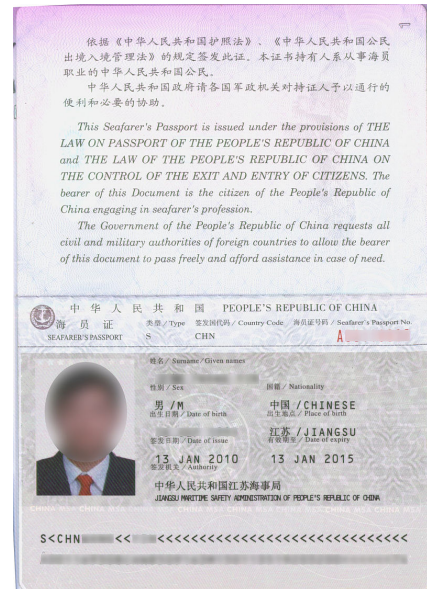 依据《中华人民共和国护照法》、《中华人民共和国公民
出境入境管理法》的规定签发此证。本证书持有人系从事海员
职业的中华人民共和国公民。
中华人民共和国政府请各国军政机关对持证人予以通行的
便利和必要的协助。
This Seafarer's Passport is issued under the provisions of THE
LAW ON PASSPORT OF THE PEOPLE'S REPUBLIC OF CHINA
and THE LAW OF THE PEOPLE'S REPUBLIC OF CHINA ON
THE CONTROL OF THE EXIT AND ENTRY OF CITIZENS. The
bearer of this Document is the citizen of the People's Republic of
China engaging in seafarer's profession.
The Government of the People's Republic of China requests all
civil and military authorities of foreign countries to allow the bearer
of this document to pass freely and afford assistance in case of need.
中华人民共和国 PEOPLE'S REPUBLIC OF CHINA
海员证 类型/Type 签发国代码/Country Code 海员证号码/Seafarer's Passport No.
SEAFARER'S PASSPORT S CHN A
姓名/Surname/Given names
性别/Sex 国籍/Nationality
男/M 中国/CHINESE
出生日期/Date of birth 出生地点/Place of birth
江苏/JIANGSU
签发日期/Date of issue 有效期至/Date of expiry
13 JAN 2010 13 JAN 2015
签发机关/Authority
中华人民共和国江苏海事局
JIANGSU MARITIME SAFETY ADMINISTRATION OF PEOPLE'S REPUBLIC OF CHINA
S<CHN << <<<<<<<<<<<<<<<<<<<<<<<<<<<<